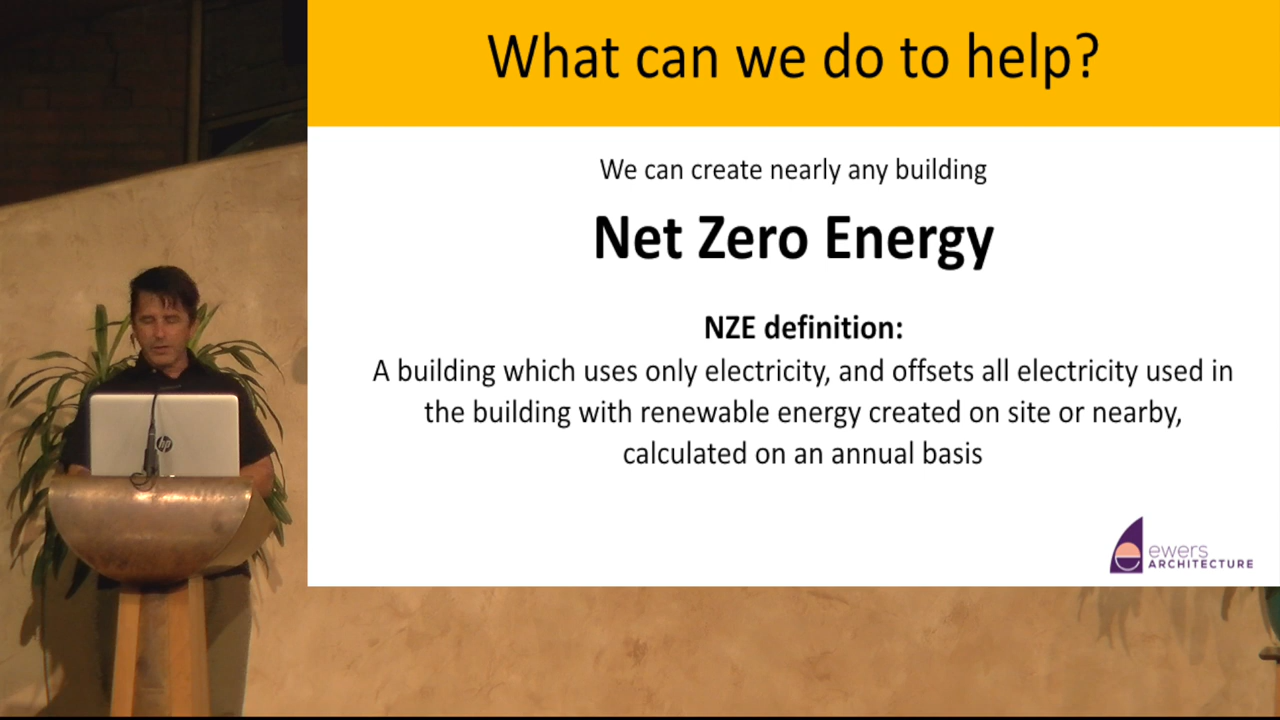 What can we do to help?
We can create nearly any building
Net Zero Energy
NZE definition:
A building which uses only electricity, and offsets all electricity used in
the building with renewable energy created on site or nearby,
calculated on an annual basis
ewers
ARCHITECTURE
hp